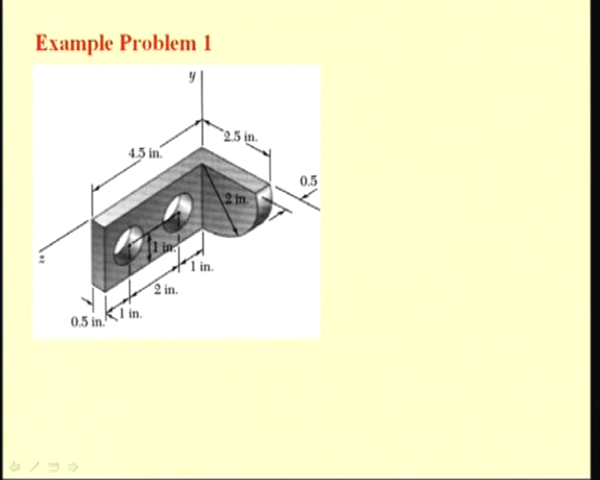 Example Problem 1
y
2.5 in.
4.5 in.
0.5
2 in.
z
1 in.
1 in.
2 in.
1 in.
0.5 in.